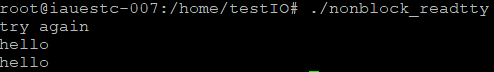 root@iauestc-007:/home/testIO# ./nonblock_readtty
try again
hello
hello